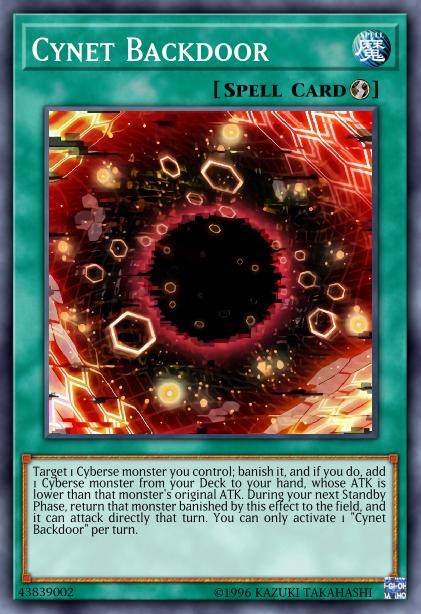 CYNET BACKDOOR
SPELL
魔
[SPELL CARD]
Target 1 Cyberse monster you control; banish it, and if you do, add
1 Cyberse monster from your Deck to your hand, whose ATK is
lower than that monster's original ATK. During your next Standby
Phase, return that monster banished by this effect to the field, and
it can attack directly that turn. You can only activate 1 "Cynet
Backdoor" per turn.
43839002
©1996 KAZUKI TAKAHASHI